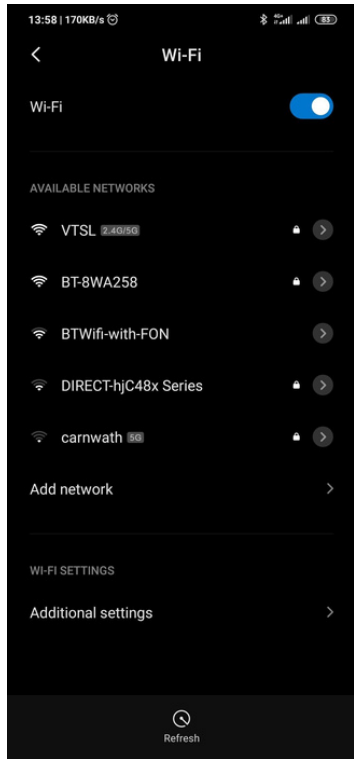 13:58 | 170KB/s 83
Wi-Fi
Wi-Fi
AVAILABLE NETWORKS
VTSL 2.4G/5G
BT-8WA258
BTWifi-with-FON
DIRECT-hjC48x Series
carnwath 5G
Add network
WI-FI SETTINGS
Additional settings
Refresh